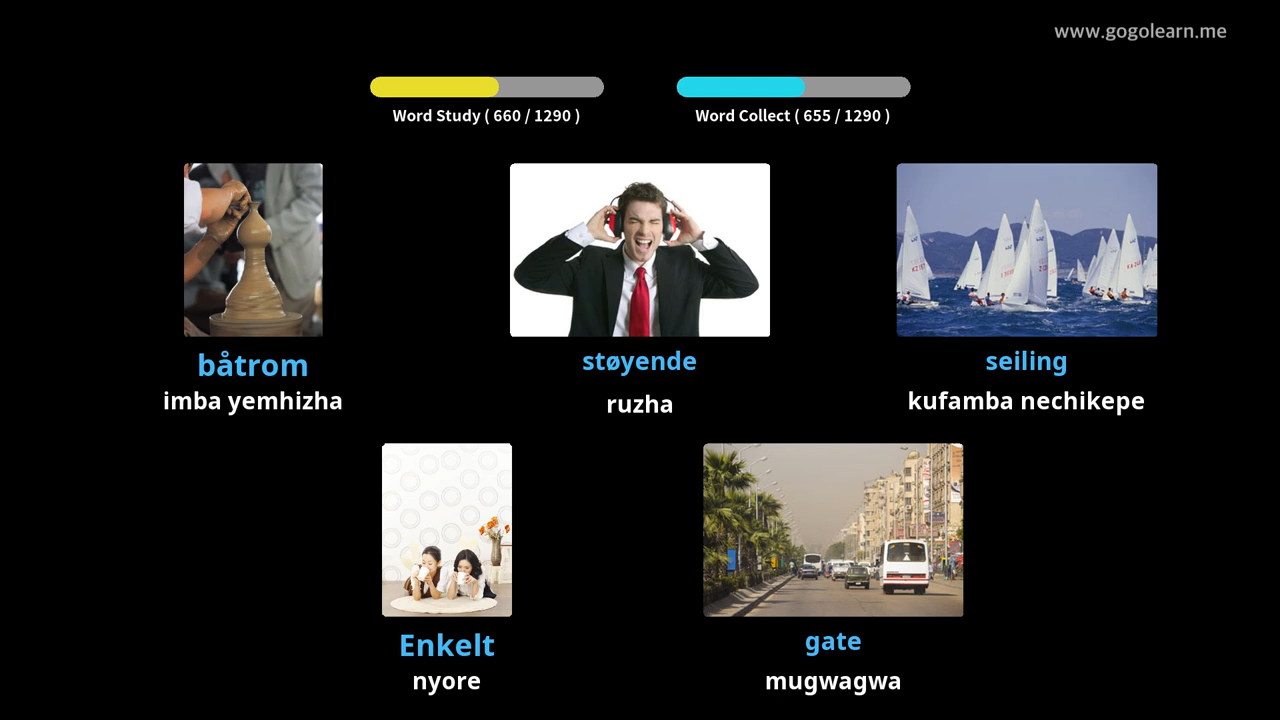 www.gogolearn.me
Word Study ( 660 / 1290 )
Word Collect ( 655 / 1290 )
båtrom
støyende
seiling
imba yemhizha
ruzha
kufamba nechikepe
Enkelt
gate
nyore
mugwagwa